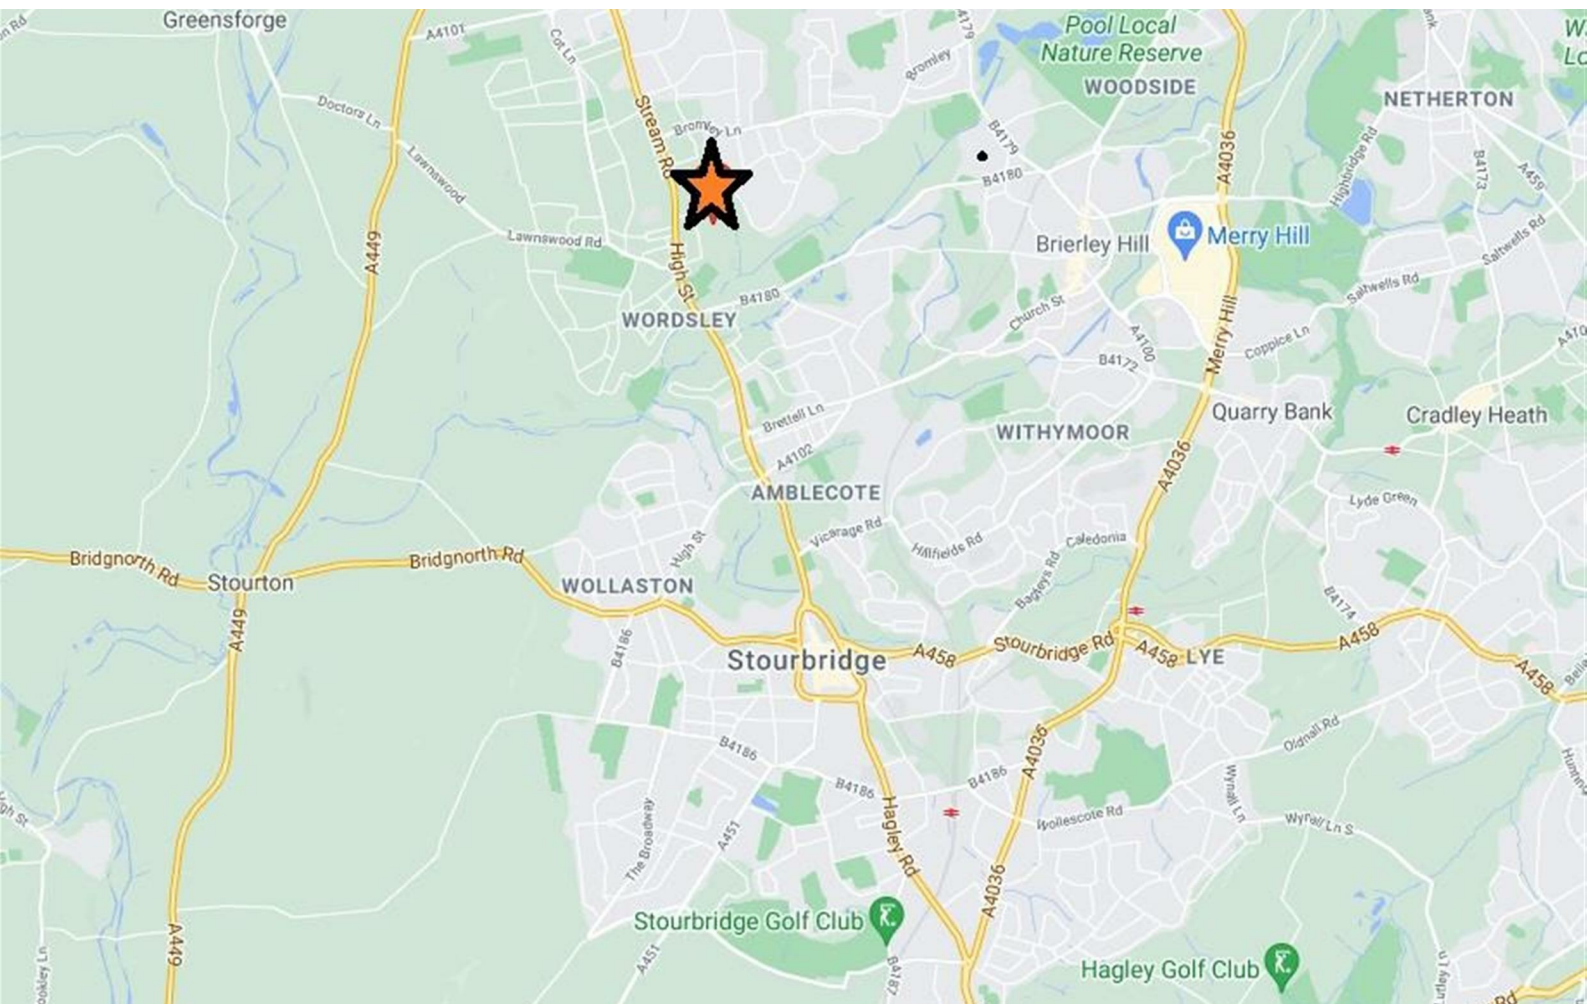 Greensforge
A4101
Cot Ln
Stream Rd
Bromley Ln
Bromley
Pool Local
Nature Reserve
WOODSIDE
NETHERTON
Doctors Ln
Lawnswood
B4179
B4180
A4036
Highbridge Rd
B4173
A459
A449
Lawnswood Rd
High St
Brierley Hill
Merry Hill
Saltwells Rd
Saltwells Rd
B4180
WORDSLEY
Church St
A4100
B4172
Merry Hill
Coppice Ln
Brettell Ln
WITHYMOOR
Quarry Bank
Cradley Heath
A4102
A4036
AMBLECOTE
Lyde Green
Vicarage Rd
Hillfields Rd
Caledonia
High St
Bridgnorth Rd
Bridgnorth Rd
Stourton
WOLLASTON
Bagleys Rd
B4174
A449
B4186
Stourbridge
A458
Stourbridge Rd
A458
LYE
A458
A458
B4186
B4186
B4186
A4036
Oldnall Rd
Wynall Ln
The Broadway
A451
Hagley Rd
Wollescote Rd
Wynall Ln S
A4036
Stourbridge Golf Club
A449
A451
B4187
Hagley Golf Club